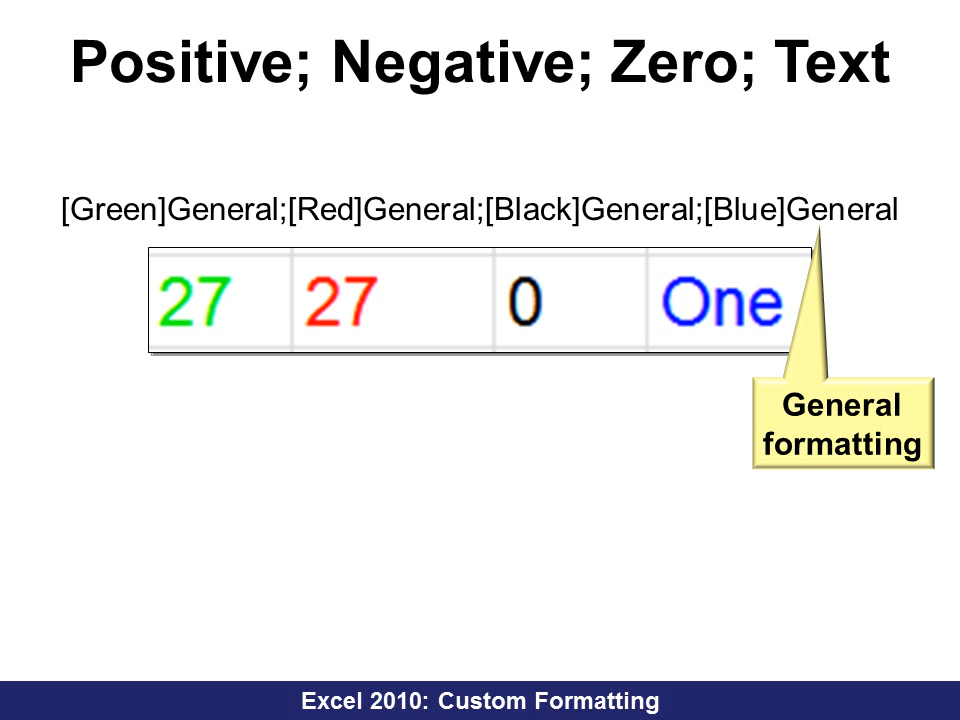 Positive; Negative; Zero; Text
[Green]General;[Red]General;[Black]General;[Blue]General
27 27 0 One
General
formatting
Excel 2010: Custom Formatting